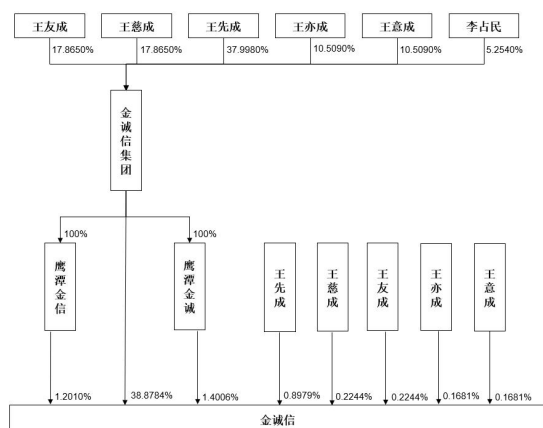 王友成 王慈成 王先成 王亦成 王意成 李占民
17.8650% 17.8650% 37.9980% 10.5090% 10.5090% 5.2540%
金诚信集团
100% 100%
鹰潭金信 鹰潭金诚 王先成 王慈成 王友成 王亦成 王意成
1.2010% 38.8784% 1.4006% 0.8979% 0.2244% 0.2244% 0.1681% 0.1681%
金诚信